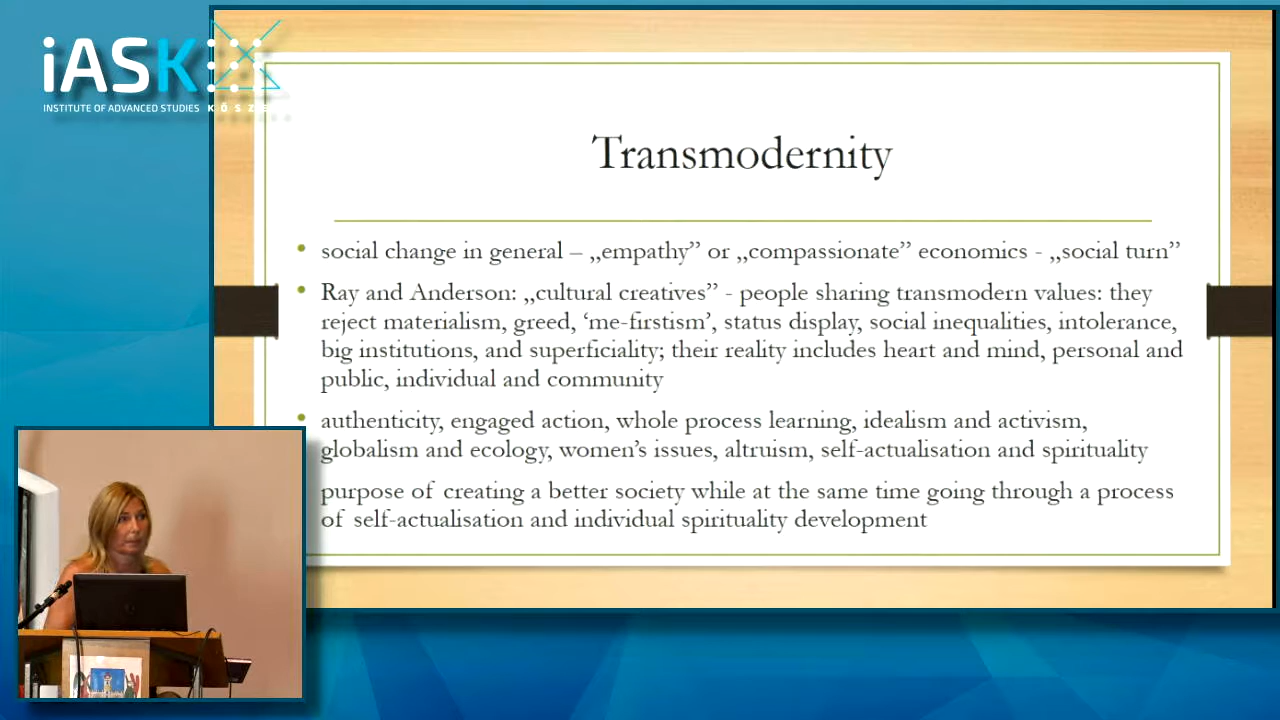 iASK
INSTITUTE OF ADVANCED STUDIES KŐSZ
Transmodernity
social change in general – „empathy” or „compassionate” economics - „social turn”
Ray and Anderson: „cultural creatives” - people sharing transmodern values: they
reject materialism, greed, ‘me-firstism’, status display, social inequalities, intolerance,
big institutions, and superficiality; their reality includes heart and mind, personal and
public, individual and community
authenticity, engaged action, whole process learning, idealism and activism,
globalism and ecology, women’s issues, altruism, self-actualisation and spirituality
purpose of creating a better society while at the same time going through a process
of self-actualisation and individual spirituality development